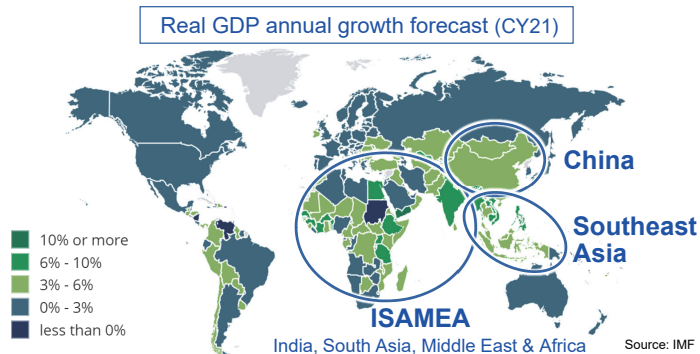 Real GDP annual growth forecast (CY21)
China
Southeast
Asia
10% or more
6% - 10%
3% - 6%
0% - 3%
less than 0%
ISAMEA
India, South Asia, Middle East & Africa
Source: IMF